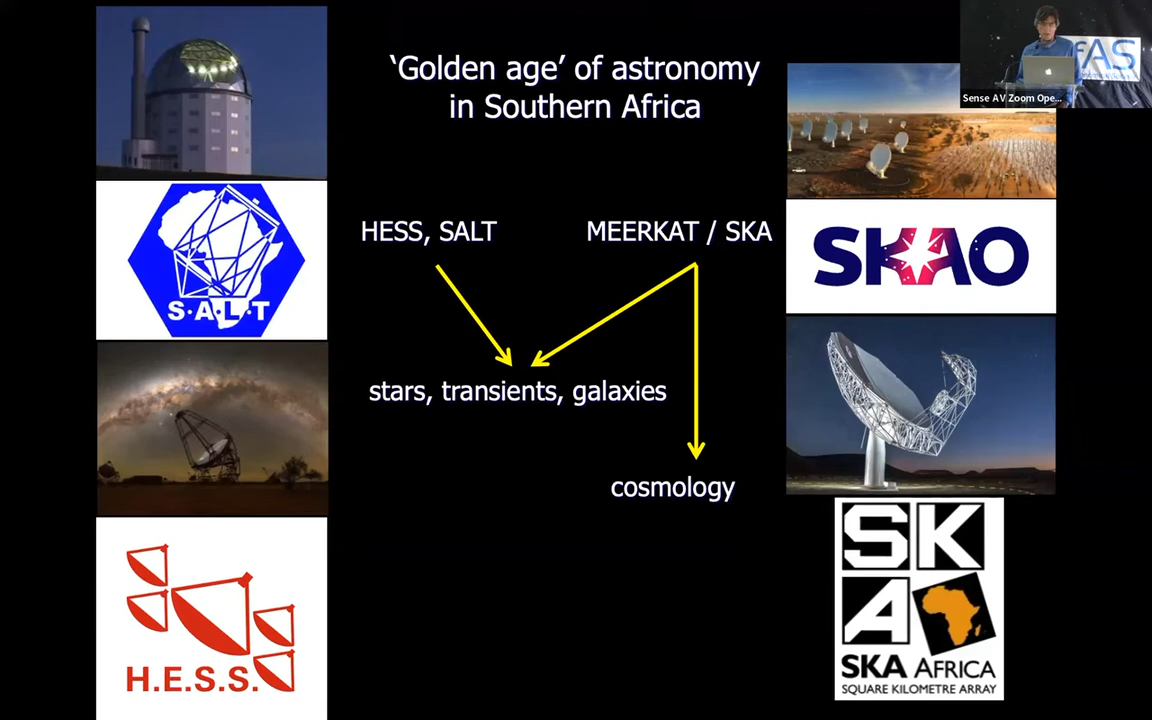 'Golden age' of astronomy
in Southern Africa
Sense AV Zoom Ope...
HESS, SALT
MEERKAT / SKA
S·A·L·T
SKAO
stars, transients, galaxies
cosmology
H.E.S.S.
SK
A
SKA AFRICA
SQUARE KILOMETRE ARRAY